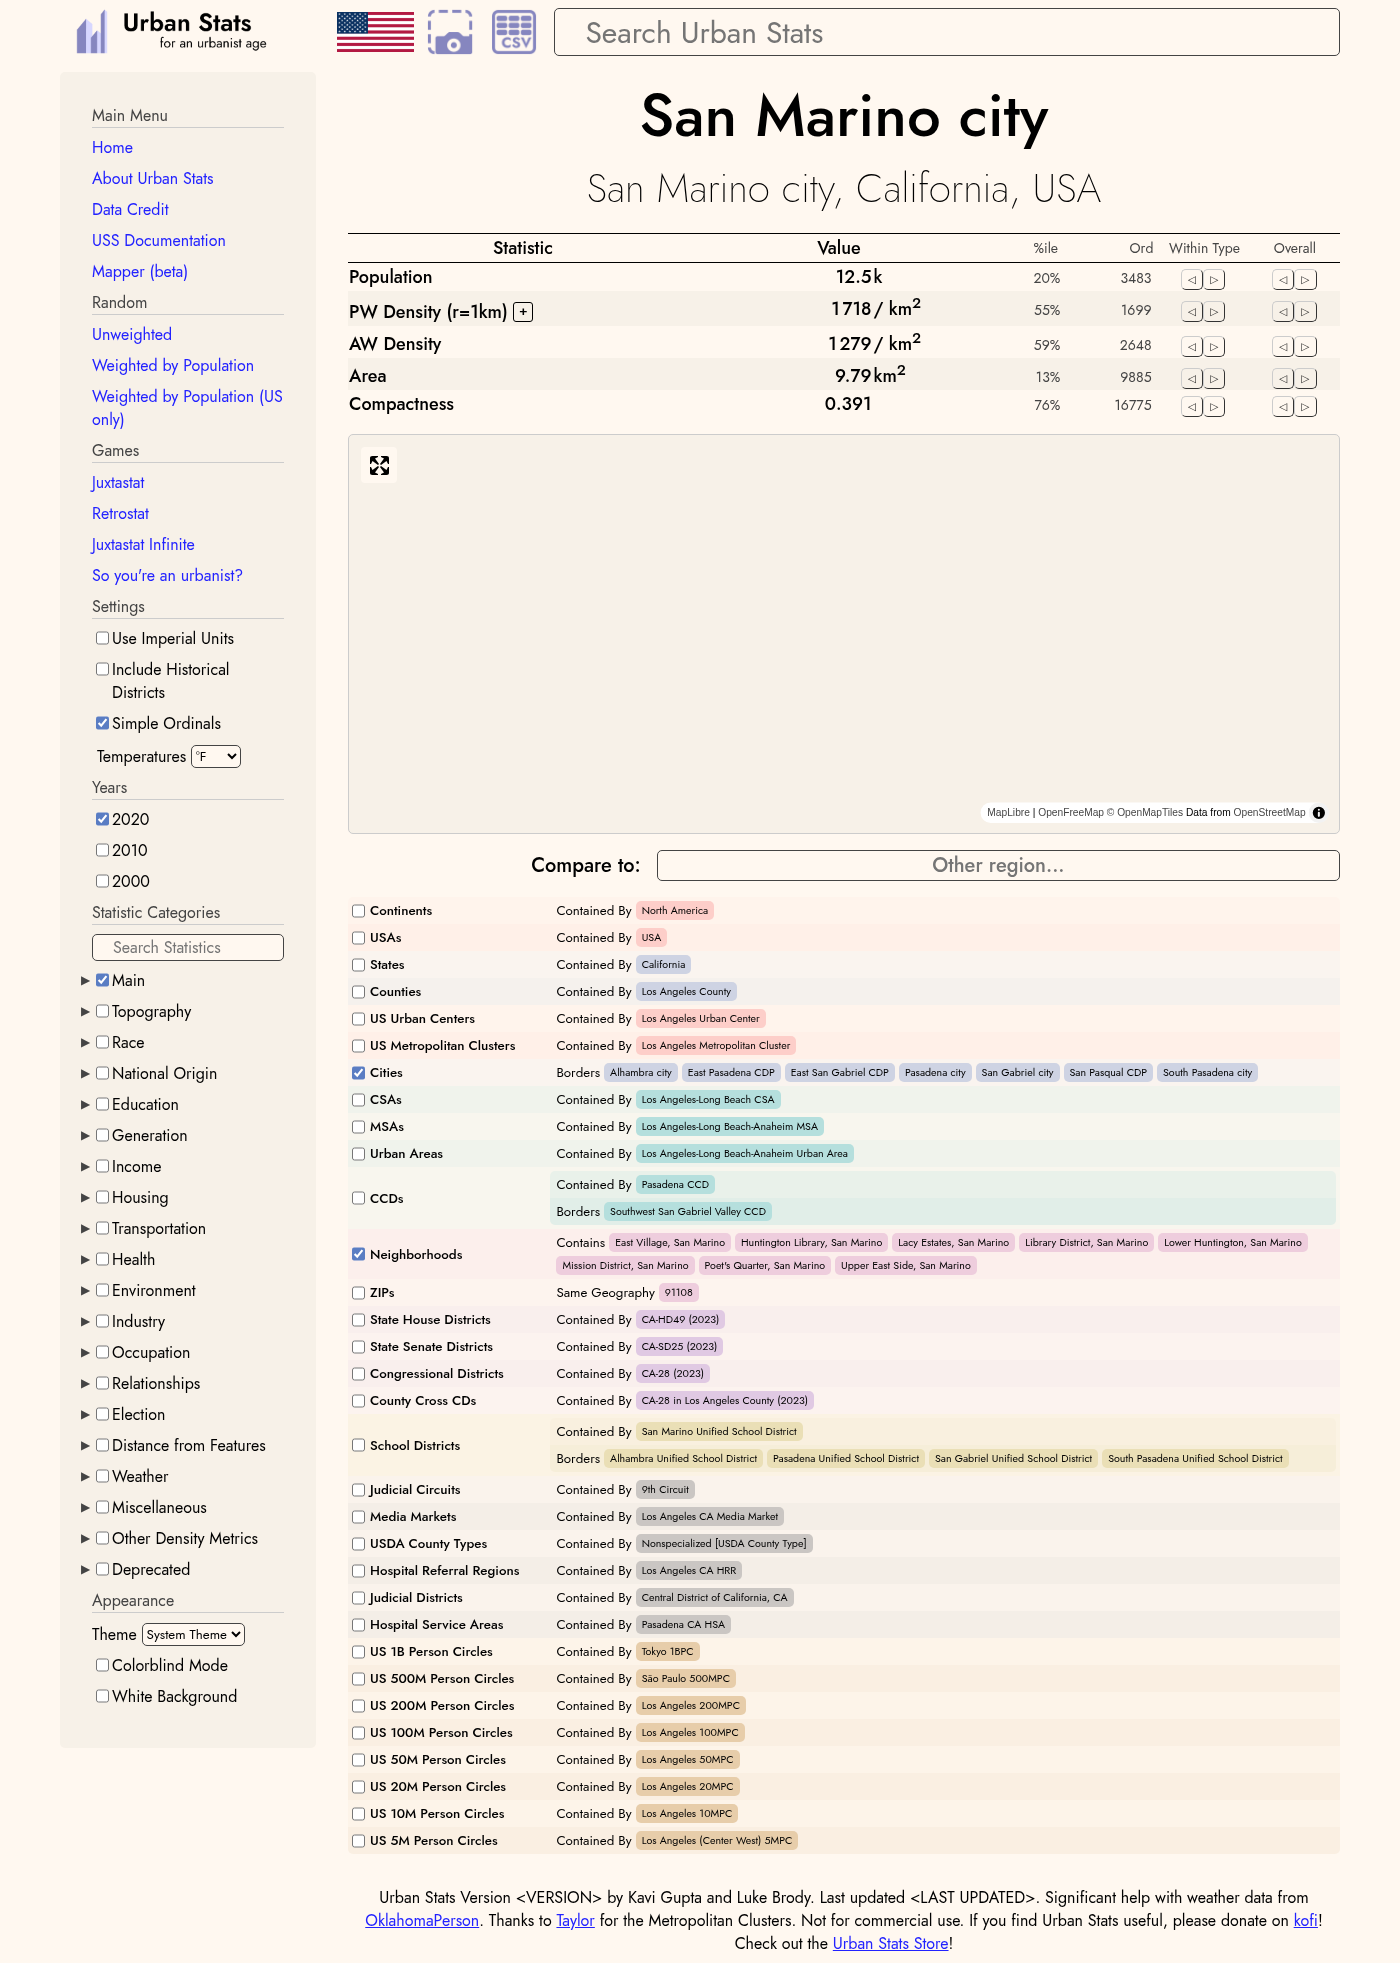 Urban Stats
for an urbanist age
CSV
Search Urban Stats
Main Menu
Home
About Urban Stats
Data Credit
USS Documentation
Mapper (beta)
Random
Unweighted
Weighted by Population
Weighted by Population (US
only)
Games
Juxtastat
Retrostat
Juxtastat Infinite
So you're an urbanist?
Settings
Use Imperial Units
Include Historical
Districts
Simple Ordinals
Temperatures °F
Years
2020
2010
2000
Statistic Categories
Search Statistics
Main
Topography
Race
National Origin
Education
Generation
Income
Housing
Transportation
Health
Environment
Industry
Occupation
Relationships
Election
Distance from Features
Weather
Miscellaneous
Other Density Metrics
Deprecated
Appearance
Theme System Theme
Colorblind Mode
White Background
San Marino city
San Marino city, California, USA
Statistic Value %ile Ord Within Type Overall
Population 12.5k 20% 3483
PW Density (r=1km) + 1 718 / km² 55% 1699
AW Density 1 279 / km² 59% 2648
Area 9.79 km² 13% 9885
Compactness 0.391 76% 16775
MapLibre | OpenFreeMap © OpenMapTiles Data from OpenStreetMap
Compare to: Other region...
Continents Contained By North America
USAs Contained By USA
States Contained By California
Counties Contained By Los Angeles County
US Urban Centers Contained By Los Angeles Urban Center
US Metropolitan Clusters Contained By Los Angeles Metropolitan Cluster
Cities Borders Alhambra city East Pasadena CDP East San Gabriel CDP Pasadena city San Gabriel city San Pasqual CDP South Pasadena city
CSAs Contained By Los Angeles-Long Beach CSA
MSAs Contained By Los Angeles-Long Beach-Anaheim MSA
Urban Areas Contained By Los Angeles-Long Beach-Anaheim Urban Area
CCDs Contained By Pasadena CCD
Borders Southwest San Gabriel Valley CCD
Neighborhoods Contains East Village, San Marino Huntington Library, San Marino Lacy Estates, San Marino Library District, San Marino Lower Huntington, San Marino
Mission District, San Marino Poet's Quarter, San Marino Upper East Side, San Marino
ZIPs Same Geography 91108
State House Districts Contained By CA-HD49 (2023)
State Senate Districts Contained By CA-SD25 (2023)
Congressional Districts Contained By CA-28 (2023)
County Cross CDs Contained By CA-28 in Los Angeles County (2023)
School Districts Contained By San Marino Unified School District
Borders Alhambra Unified School District Pasadena Unified School District San Gabriel Unified School District South Pasadena Unified School District
Judicial Circuits Contained By 9th Circuit
Media Markets Contained By Los Angeles CA Media Market
USDA County Types Contained By Nonspecialized [USDA County Type]
Hospital Referral Regions Contained By Los Angeles CA HRR
Judicial Districts Contained By Central District of California, CA
Hospital Service Areas Contained By Pasadena CA HSA
US 1B Person Circles Contained By Tokyo 1BPC
US 500M Person Circles Contained By São Paulo 500MPC
US 200M Person Circles Contained By Los Angeles 200MPC
US 100M Person Circles Contained By Los Angeles 100MPC
US 50M Person Circles Contained By Los Angeles 50MPC
US 20M Person Circles Contained By Los Angeles 20MPC
US 10M Person Circles Contained By Los Angeles 10MPC
US 5M Person Circles Contained By Los Angeles (Center West) 5MPC
Urban Stats Version <VERSION> by Kavi Gupta and Luke Brody. Last updated <LAST UPDATED>. Significant help with weather data from
OklahomaPerson. Thanks to Taylor for the Metropolitan Clusters. Not for commercial use. If you find Urban Stats useful, please donate on kofi!
Check out the Urban Stats Store!